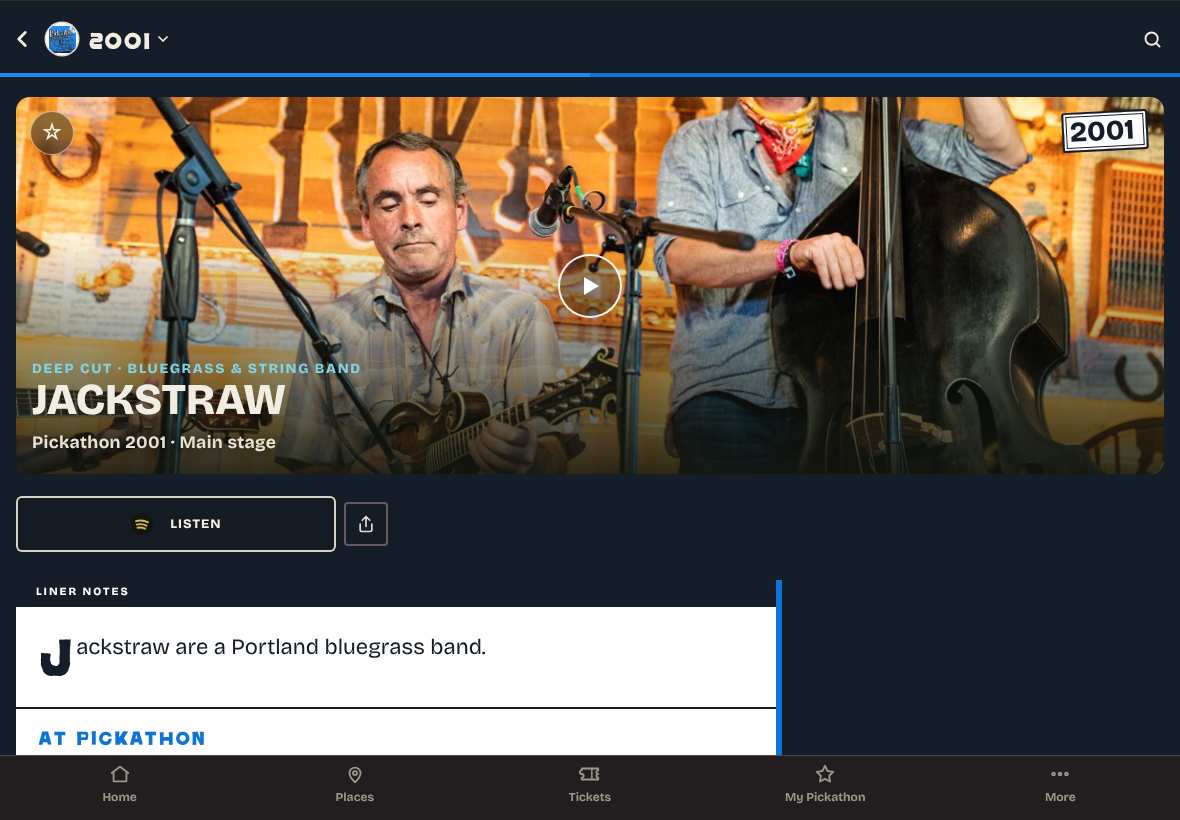 2001
2001
DEEP CUT · BLUEGRASS & STRING BAND
JACKSTRAW
Pickathon 2001 · Main stage
LISTEN
LINER NOTES
Jackstraw are a Portland bluegrass band.
AT PICKATHON
Home
Places
Tickets
My Pickathon
More